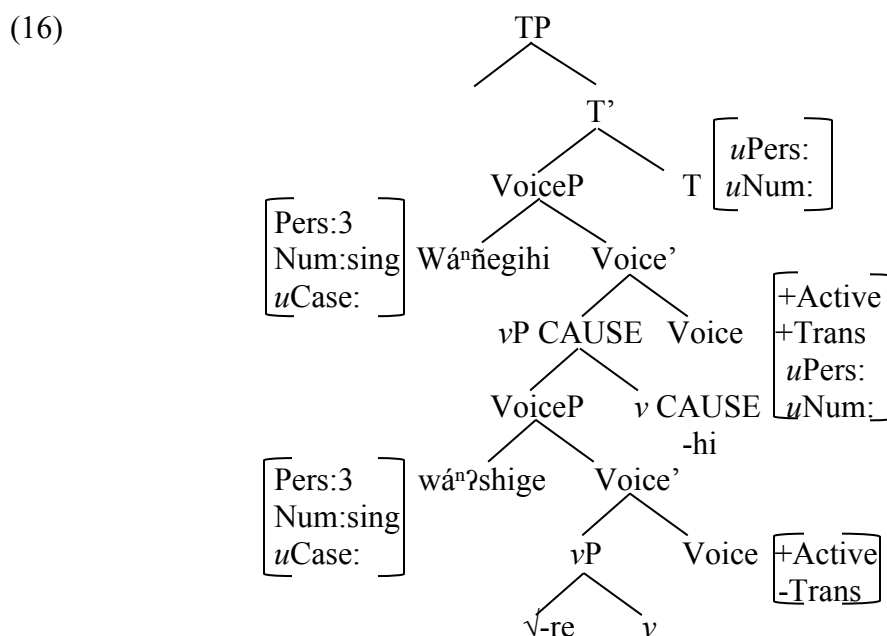 (16)
TP
T’
VoiceP T uPers: uNum:
Pers:3
Num:sing Wáⁿñegihi Voice’
uCase:
vP CAUSE Voice +Active +Trans uPers: uNum:
VoiceP v CAUSE
-hi
Pers:3 wáⁿʔshige Voice’
Num:sing
uCase:
vP Voice +Active
-Trans
√-re v